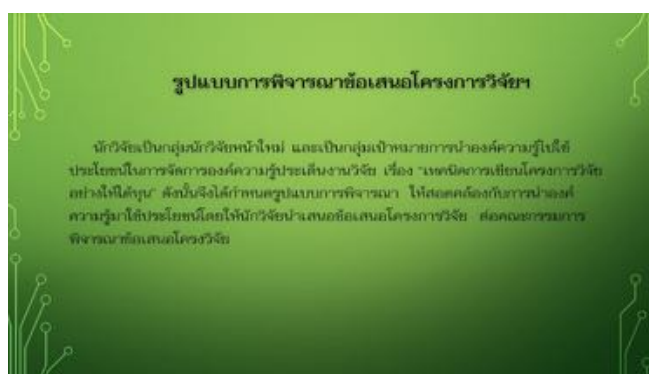 รูปแบบการพิจารณาข้อเสนอโครงการวิจัยฯ
นักวิจัยเป็นกลุ่มนักวิจัยหน้าใหม่ และเป็นกลุ่มเป้าหมายการนำองค์ความรู้ไปใช้
ประโยชน์ในการจัดการองค์ความรู้ประเด็นงานวิจัย เรื่อง "เทคนิคการเขียนโครงการวิจัย
อย่างให้ได้ทุน" ดังนั้นจึงได้กำหนดรูปแบบการพิจารณา ให้สอดคล้องกับการนำองค์
ความรู้มาใช้ประโยชน์โดยให้นักวิจัยนำเสนอข้อเสนอโครงการวิจัย ต่อคณะกรรมการ
พิจารณาข้อเสนอโครงวิจัย